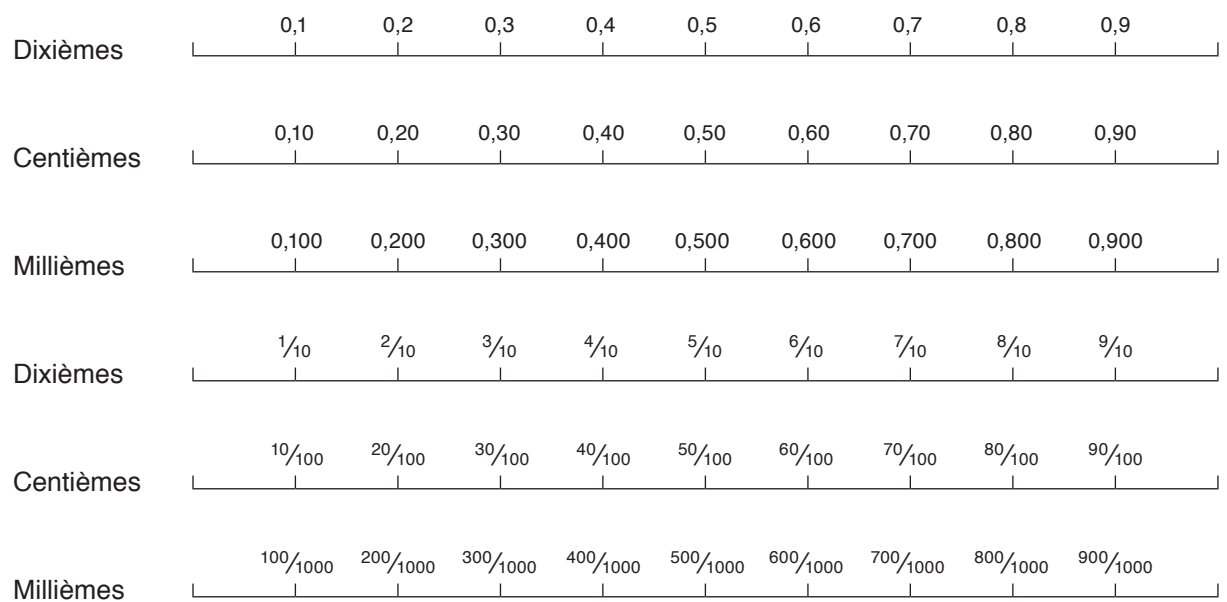 0,1 0,2 0,3 0,4 0,5 0,6 0,7 0,8 0,9
Dixièmes
0,10 0,20 0,30 0,40 0,50 0,60 0,70 0,80 0,90
Centièmes
0,100 0,200 0,300 0,400 0,500 0,600 0,700 0,800 0,900
Millièmes
1/10 2/10 3/10 4/10 5/10 6/10 7/10 8/10 9/10
Dixièmes
10/100 20/100 30/100 40/100 50/100 60/100 70/100 80/100 90/100
Centièmes
100/1000 200/1000 300/1000 400/1000 500/1000 600/1000 700/1000 800/1000 900/1000
Millièmes